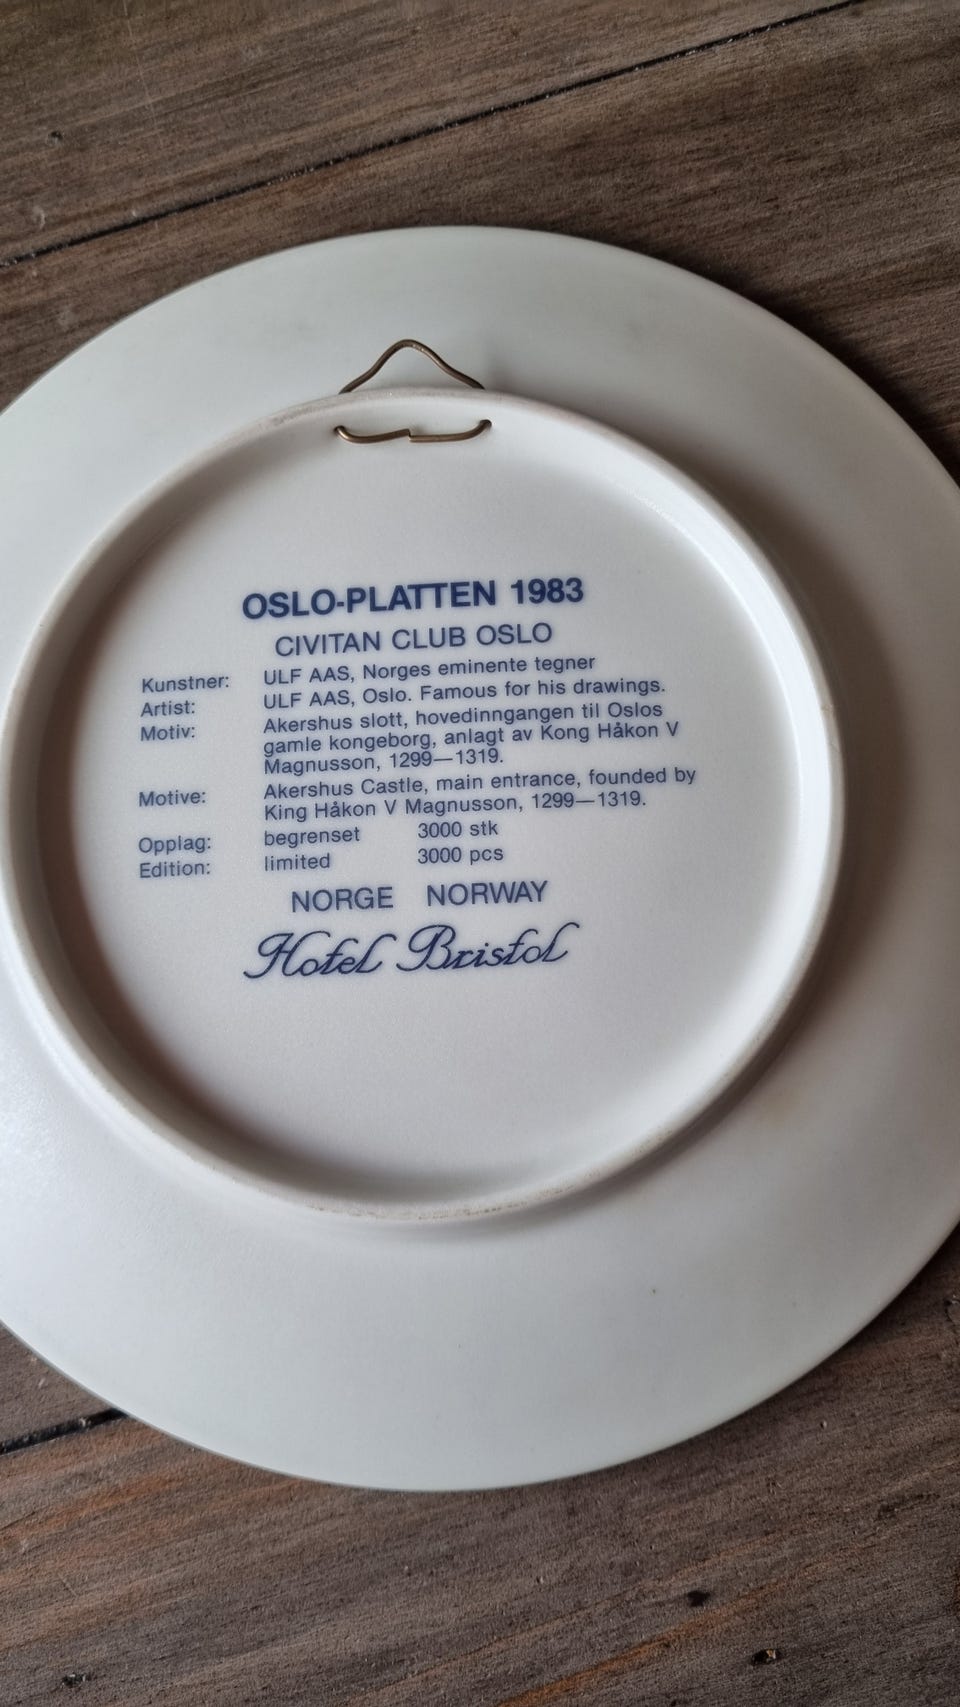 OSLO-PLATTEN 1983
CIVITAN CLUB OSLO
Kunstner: ULF AAS, Norges eminente tegner
Artist: ULF AAS, Oslo. Famous for his drawings.
Motiv: Akershus slott, hovedinngangen til Oslos
gamle kongeborg, anlagt av Kong Håkon V
Magnusson, 1299—1319.
Motive: Akershus Castle, main entrance, founded by
King Håkon V Magnusson, 1299—1319.
Opplag: begrenset 3000 stk
Edition: limited 3000 pcs
NORGE NORWAY
Hotel Bristol